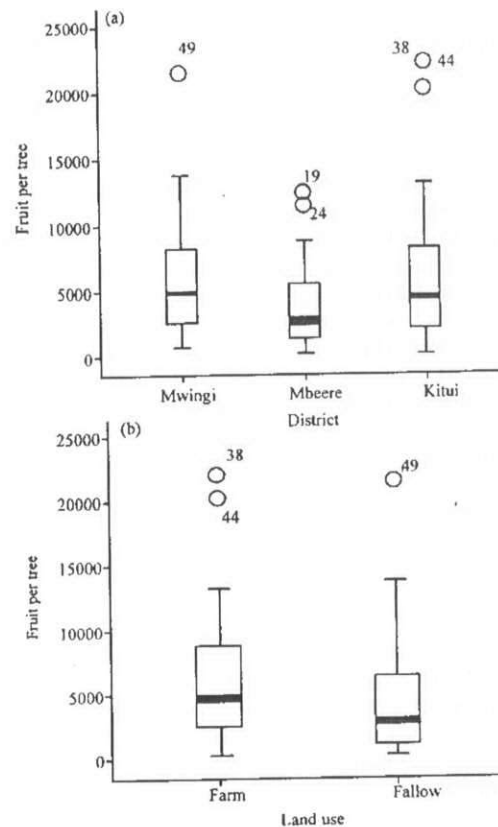 (a)
25000
20000
15000
10000
5000
0
Fruit per tree
49
19
24
38 44
Mwingi Mbeere Kitui
District
(b)
25000
20000
15000
10000
5000
0
Fruit per tree
38
44
49
Farm Fallow
Land use